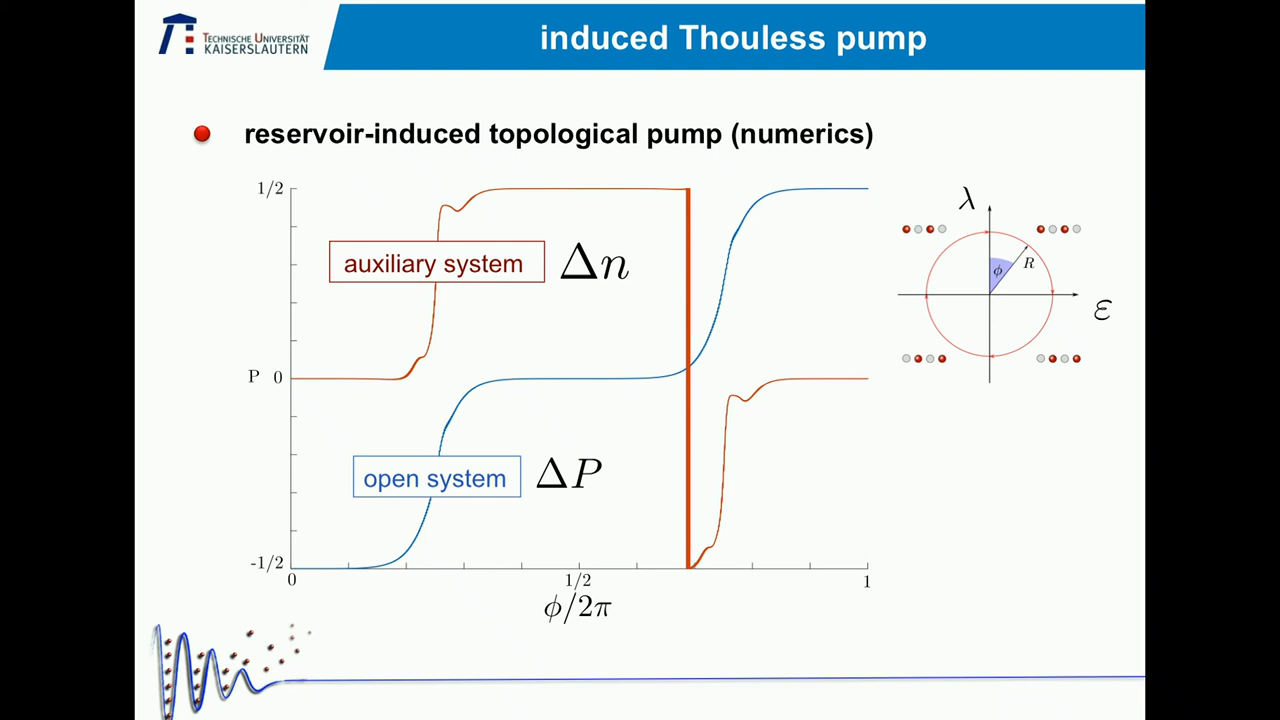 TECHNISCHE UNIVERSITÄT
KAISERSLAUTERN
induced Thouless pump
reservoir-induced topological pump (numerics)
1/2
auxiliary system Δn
P 0
open system ΔP
-1/2
0 1/2 1
ϕ/2π
λ
ϕ R
ε